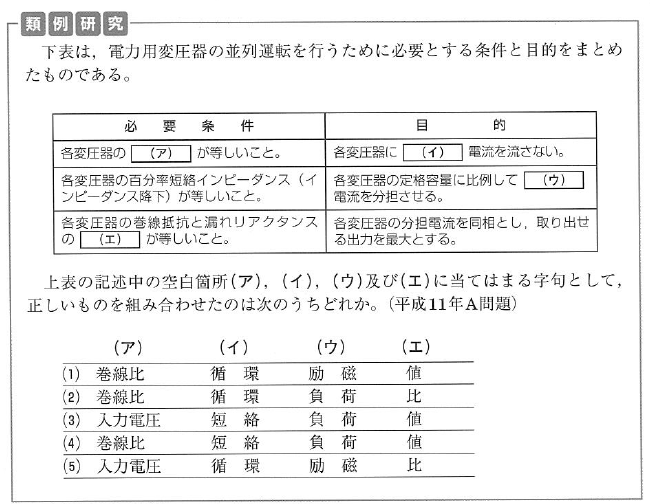 類例研究
下表は，電力用変圧器の並列運転を行うために必要とする条件と目的をまとめ
たものである。
必要条件 目的
各変圧器の (ア) が等しいこと。 各変圧器に (イ) 電流を流さない。
各変圧器の百分率短絡インピーダンス（イ
ンピーダンス降下）が等しいこと。
各変圧器の定格容量に比例して (ウ)
電流を分担させる。
各変圧器の巻線抵抗と漏れリアクタンス
の (エ) が等しいこと。
各変圧器の分担電流を同相とし，取り出せ
る出力を最大とする。
上表の記述中の空白箇所(ア)，(イ)，(ウ)及び(エ)に当てはまる字句として，
正しいものを組み合わせたのは次のうちどれか。(平成11年A問題)
(ア) (イ) (ウ) (エ)
(1) 巻線比 循環 励磁 値
(2) 巻線比 循環 負荷 比
(3) 入力電圧 短絡 負荷 値
(4) 巻線比 短絡 負荷 値
(5) 入力電圧 循環 励磁 比